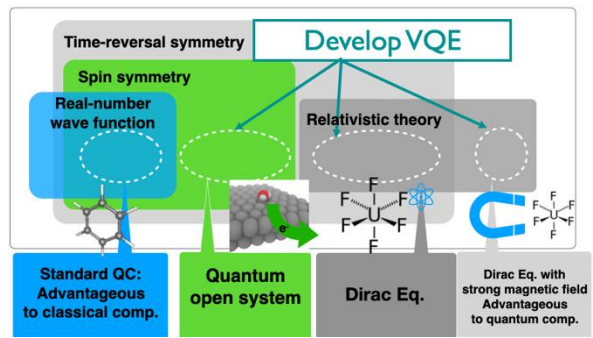 Time-reversal symmetry
Develop VQE
Spin symmetry
Real-number
wave function
Relativistic theory
F
F
F
U
F
F
F
e-
F
F
F
U
F
F
F
Standard QC:
Advantageous
to classical comp.
Quantum
open system
Dirac Eq.
Dirac Eq. with
strong magnetic field
Advantageous
to quantum comp.